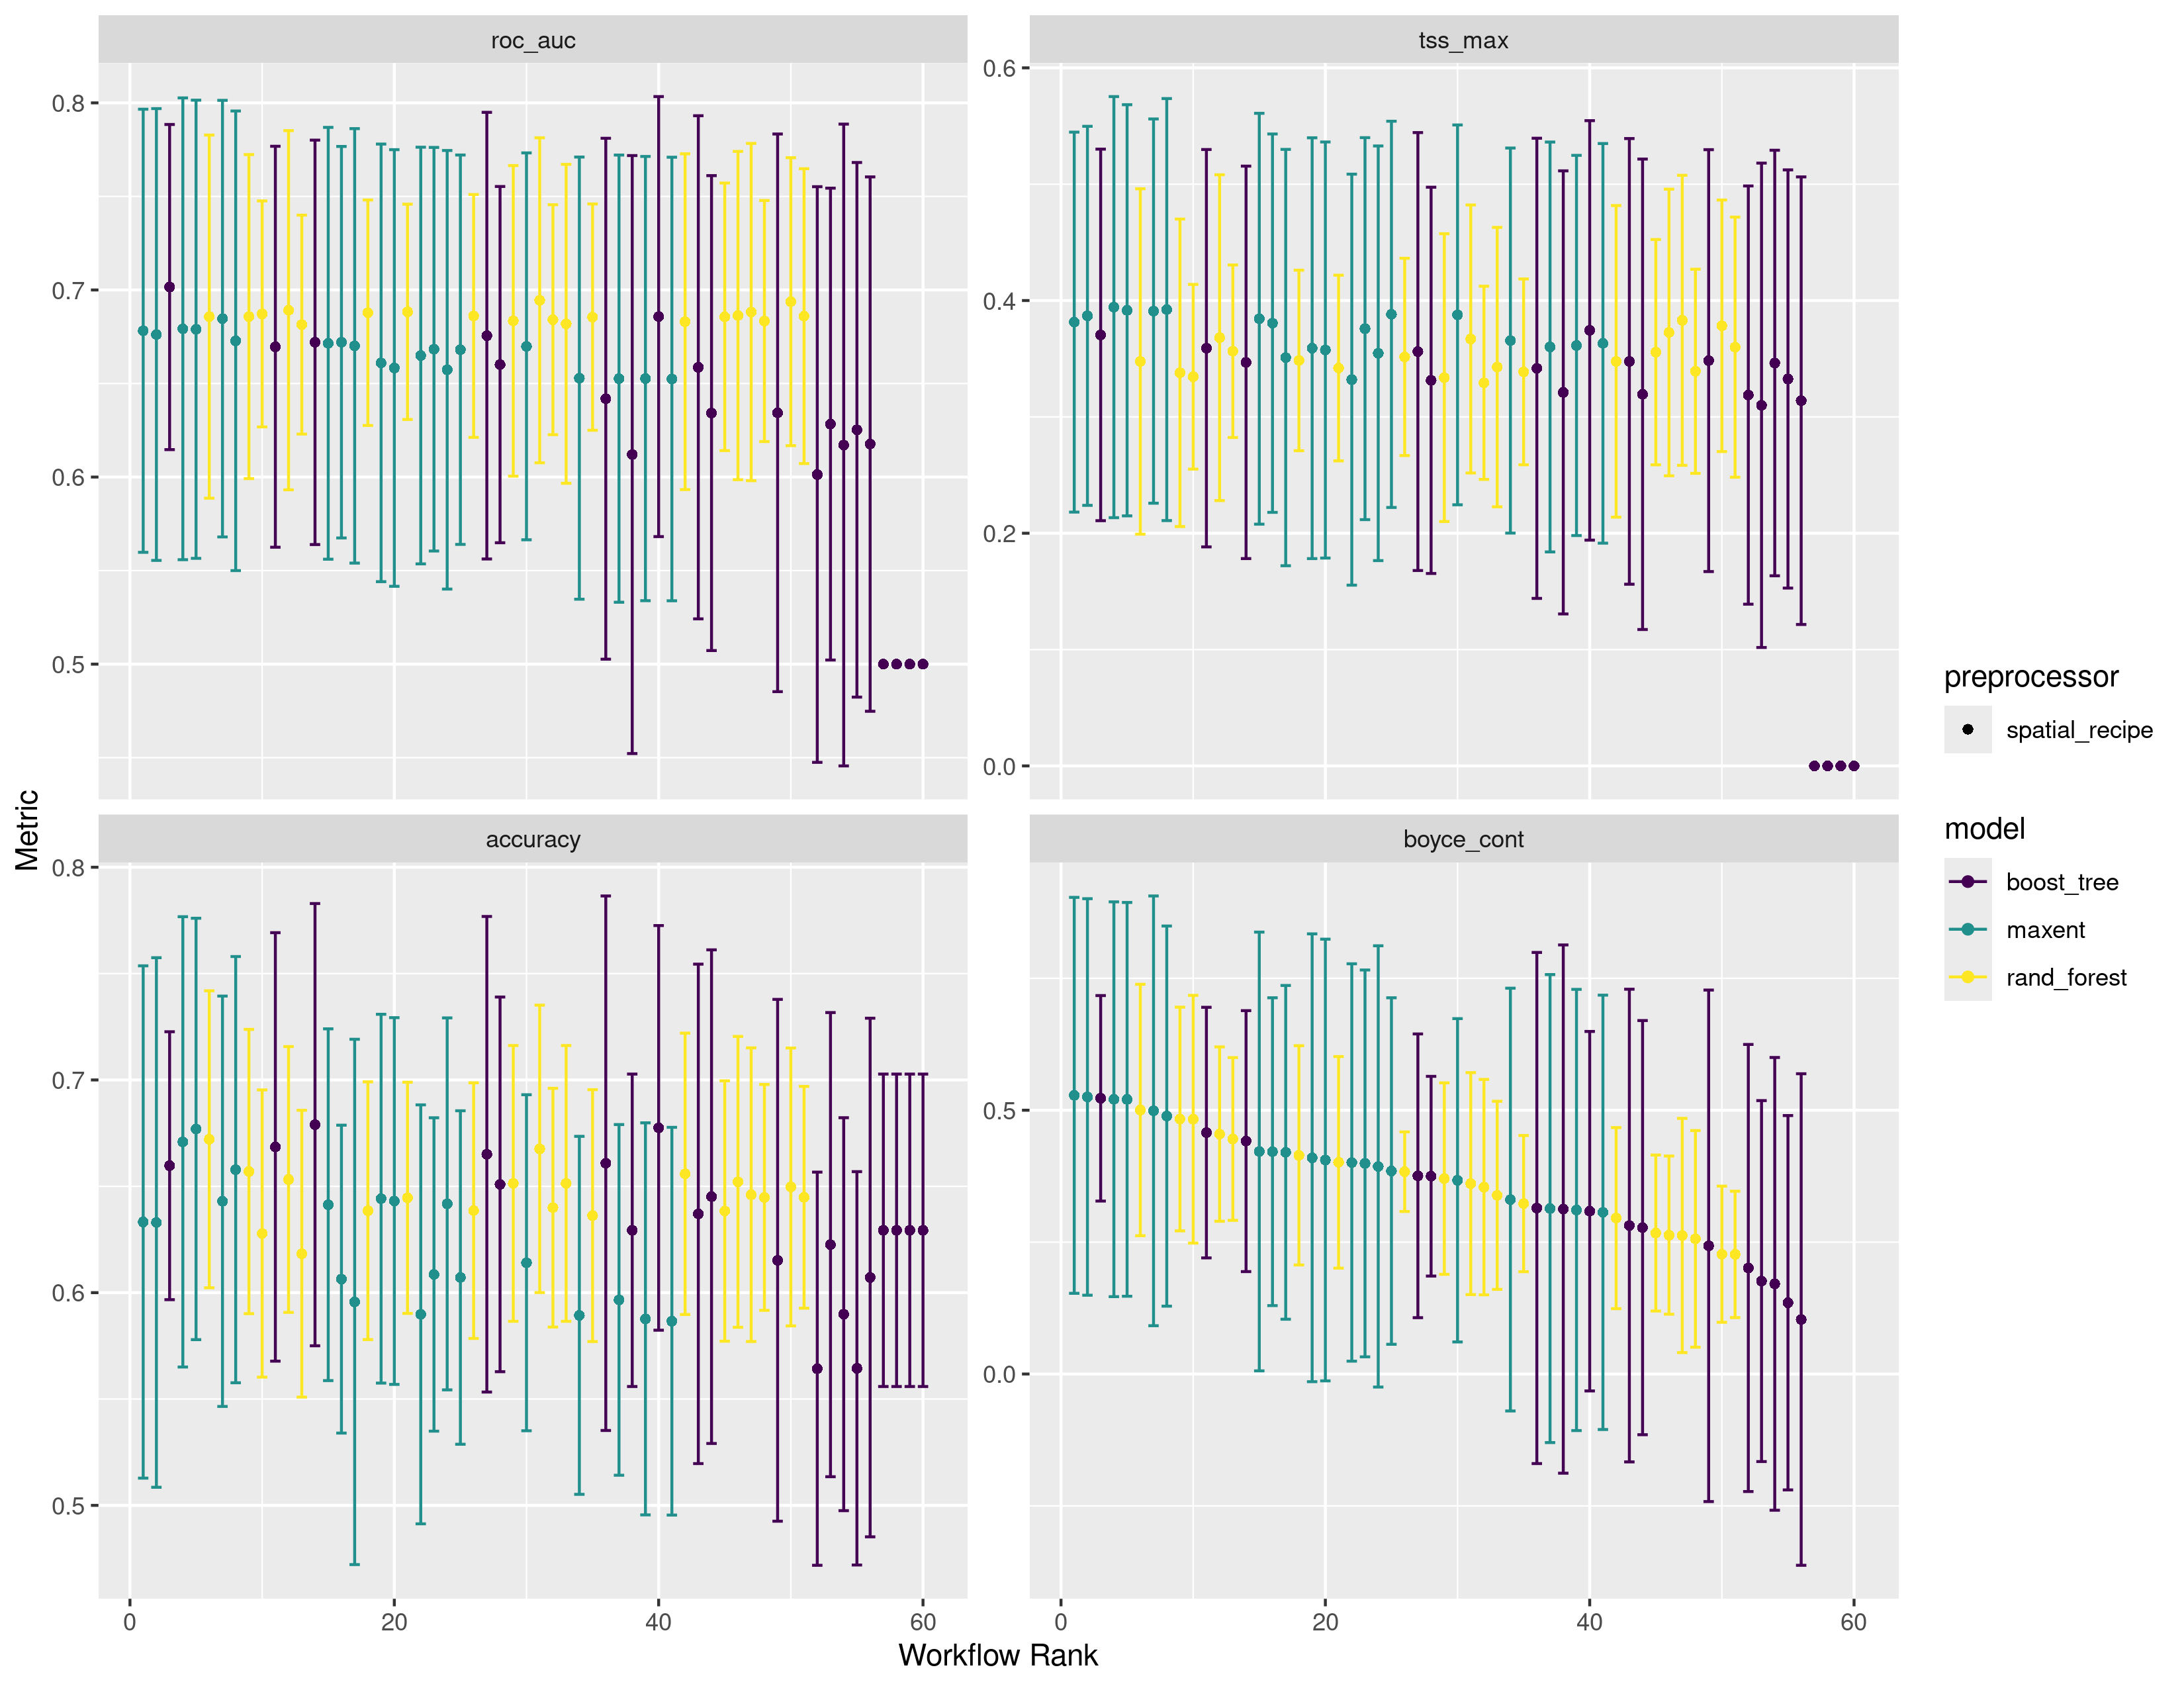 roc_auc
tss_max
0.8
0.7
0.6
0.5
0.6
0.4
0.2
0.0
accuracy
boyce_cont
0.8
0.7
0.6
0.5
0.5
0.0
0 20 40 60
0 20 40 60
Workflow Rank
Metric
preprocessor
spatial_recipe
model
boost_tree
maxent
rand_forest